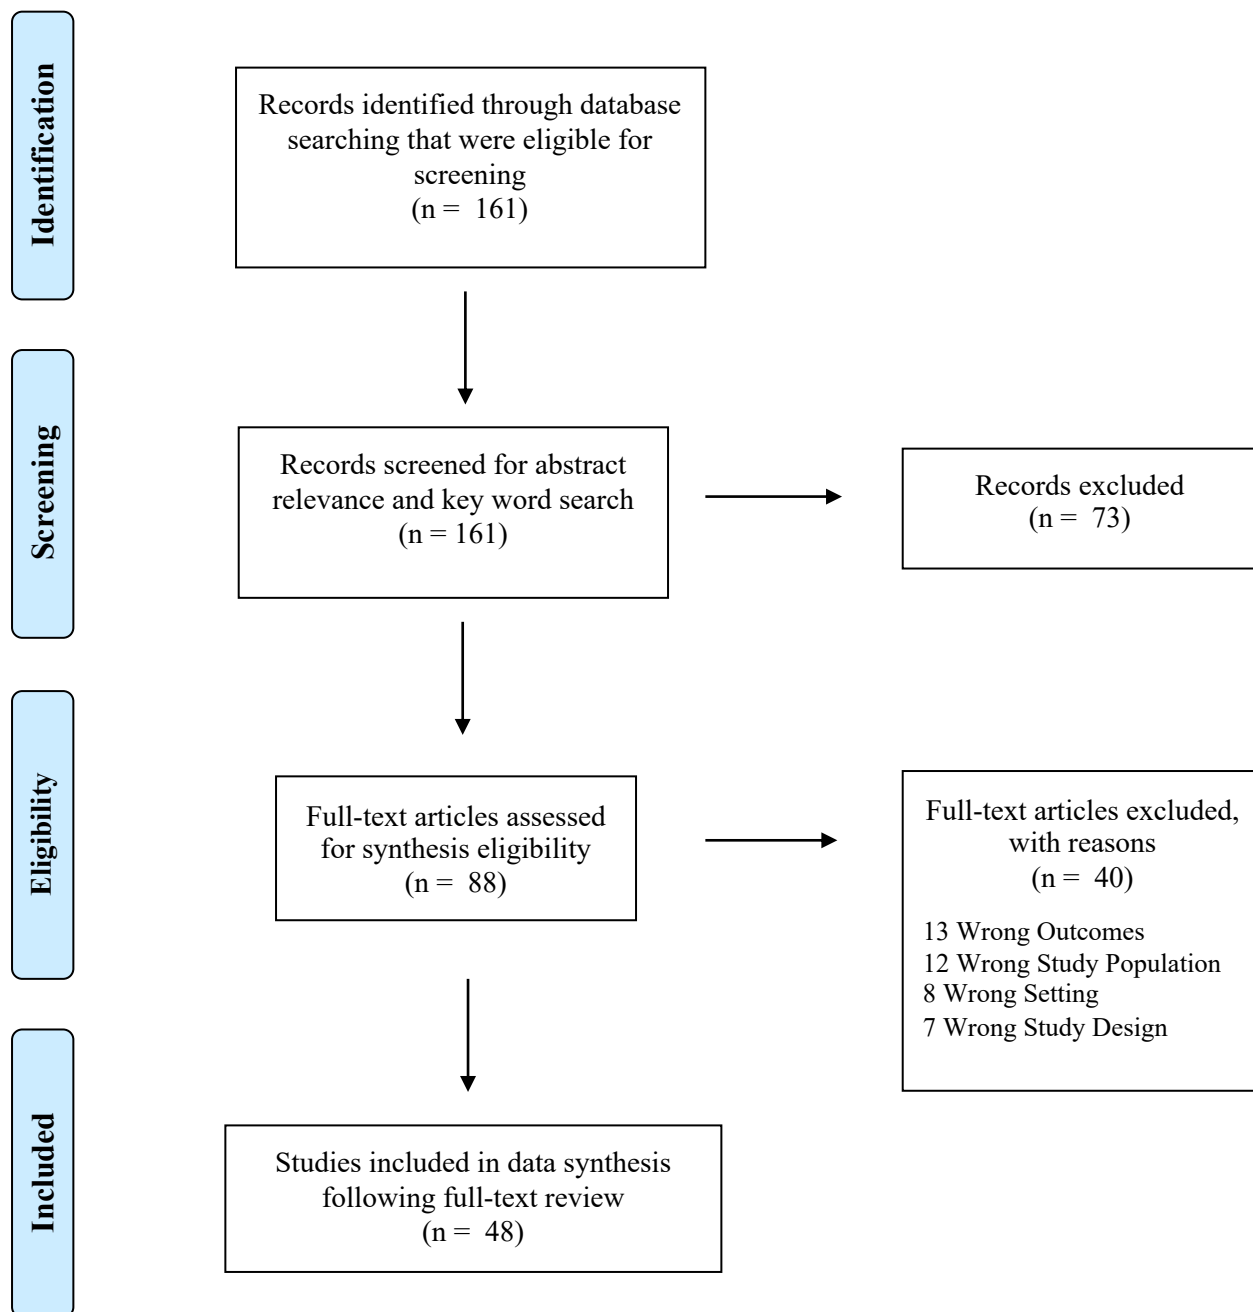 Identification
Records identified through database
searching that were eligible for
screening
(n =  161)
Screening
Records screened for abstract
relevance and key word search
(n = 161)
Records excluded
(n =  73)
Eligibility
Full-text articles assessed
for synthesis eligibility
(n =  88)
Full-text articles excluded,
with reasons
(n =  40)
13 Wrong Outcomes
12 Wrong Study Population
8 Wrong Setting
7 Wrong Study Design
Included
Studies included in data synthesis
following full-text review
(n =  48)